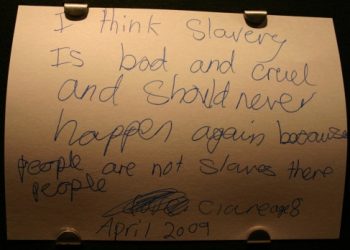 I think Slavery
Is bad and cruel
and should never
happen again because
people are not Slaves there
people
Clare age 8
April 2009